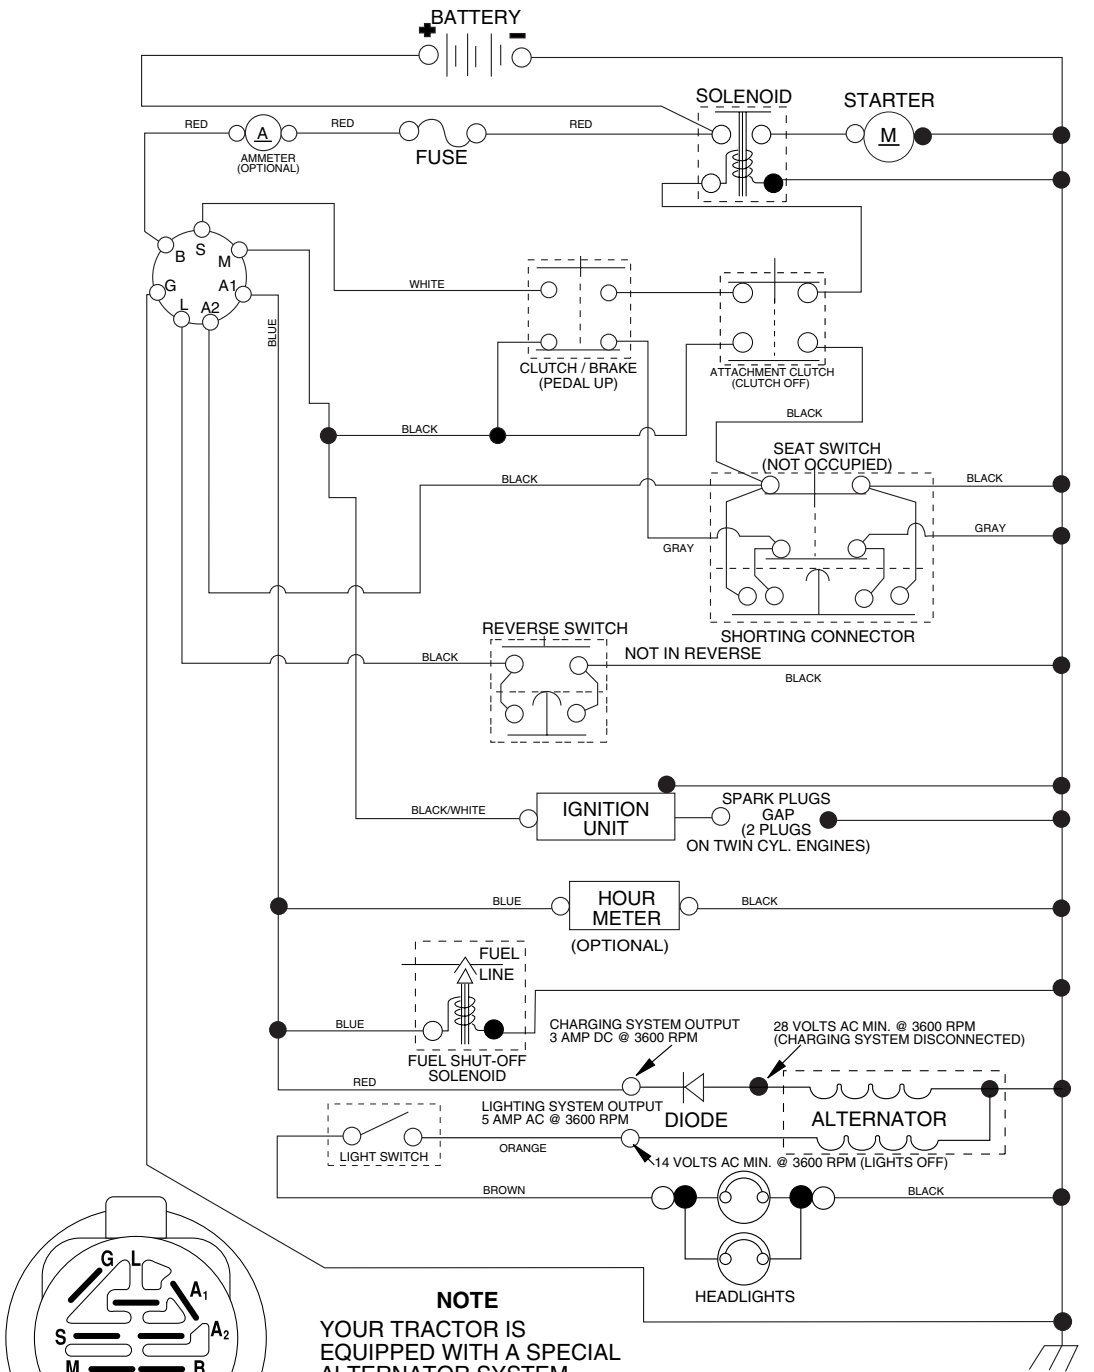 BATTERY
SOLENOID
STARTER
RED
RED
RED
A
M
AMMETER
(OPTIONAL)
FUSE
B
S
M
G
A1
L
A2
WHITE
BLUE
CLUTCH / BRAKE
(PEDAL UP)
ATTACHMENT CLUTCH
(CLUTCH OFF)
BLACK
BLACK
SEAT SWITCH
(NOT OCCUPIED)
BLACK
BLACK
GRAY
GRAY
SHORTING CONNECTOR
REVERSE SWITCH
BLACK
NOT IN REVERSE
BLACK
BLACK/WHITE
IGNITION
UNIT
SPARK PLUGS
GAP
(2 PLUGS
ON TWIN CYL. ENGINES)
BLUE
HOUR
METER
BLACK
(OPTIONAL)
FUEL
LINE
BLUE
FUEL SHUT-OFF
SOLENOID
CHARGING SYSTEM OUTPUT
3 AMP DC @ 3600 RPM
28 VOLTS AC MIN. @ 3600 RPM
(CHARGING SYSTEM DISCONNECTED)
RED
LIGHTING SYSTEM OUTPUT
5 AMP AC @ 3600 RPM
DIODE
ALTERNATOR
LIGHT SWITCH
ORANGE
14 VOLTS AC MIN. @ 3600 RPM (LIGHTS OFF)
BROWN
BLACK
HEADLIGHTS
G
L
A1
A2
S
M
B
NOTE
YOUR TRACTOR IS
EQUIPPED WITH A SPECIAL
ALTERNATOR SYSTEM